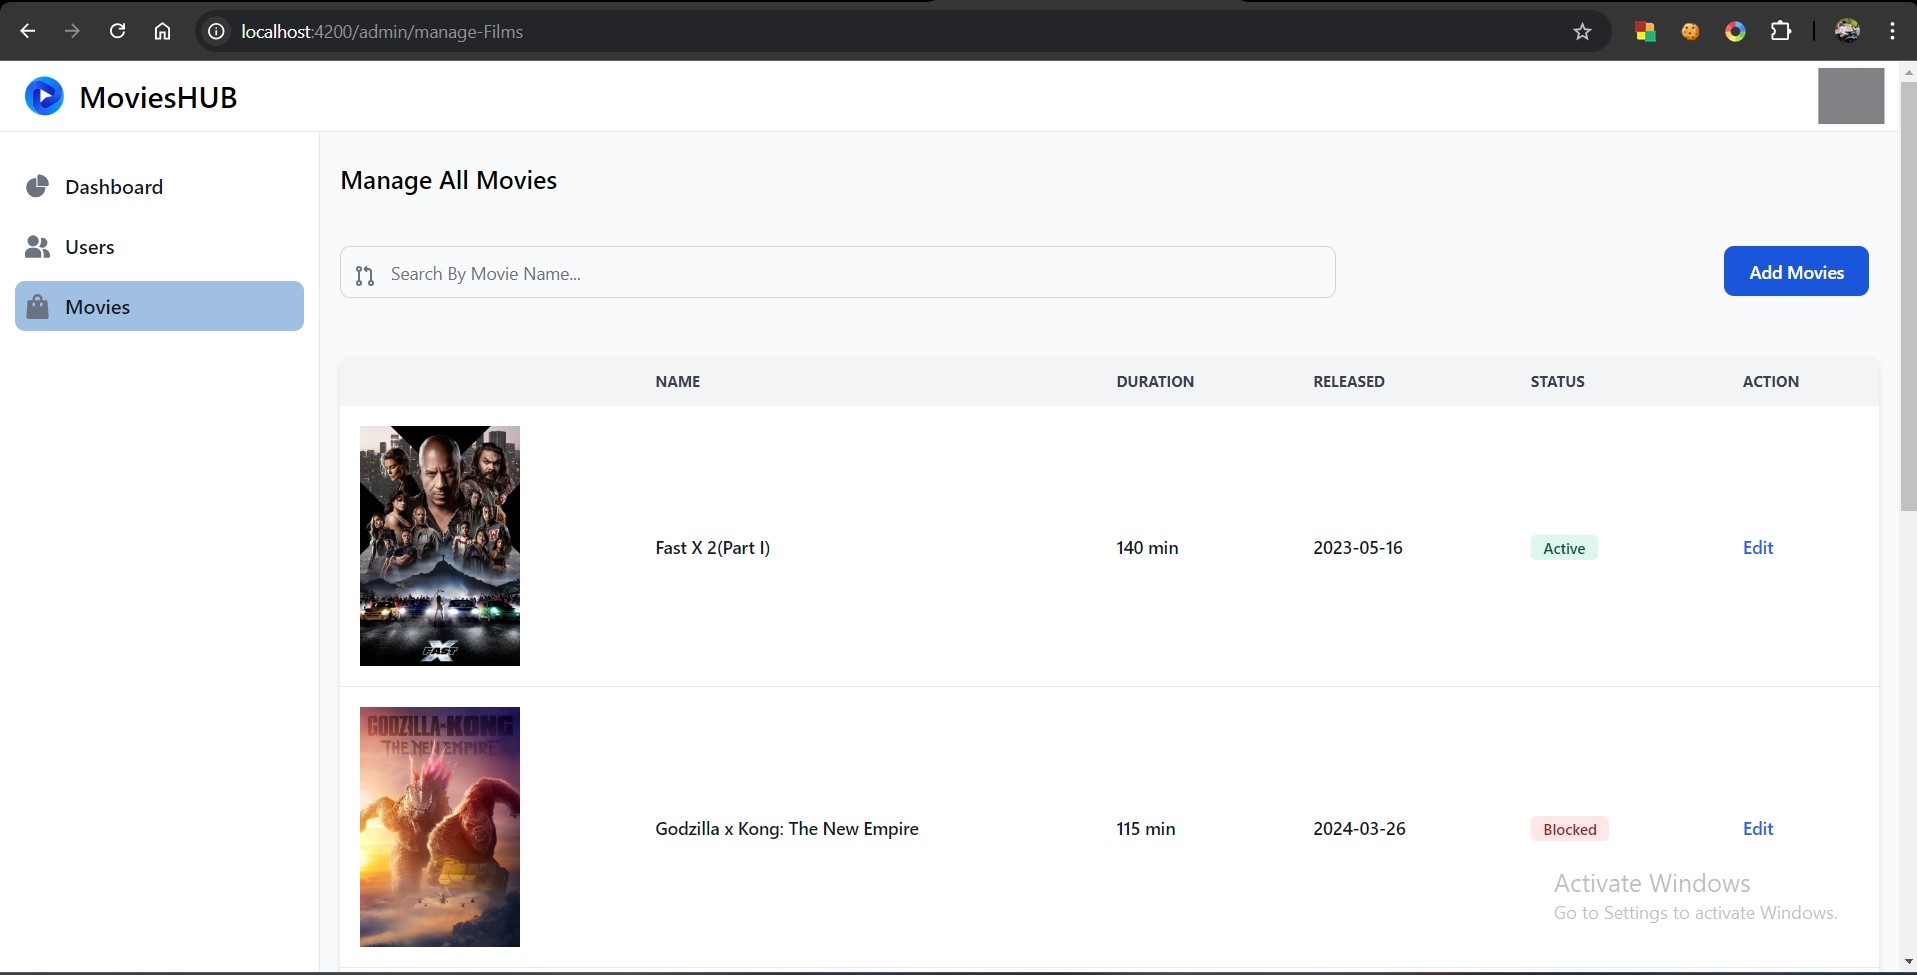 localhost:4200/admin/manage-Films
MoviesHUB
Dashboard
Users
Movies
Manage All Movies
Search By Movie Name...
Add Movies
NAME DURATION RELEASED STATUS ACTION
FAST X
Fast X 2(Part I) 140 min 2023-05-16 Active Edit
GODZILLA x KONG
THE NEW EMPIRE
Godzilla x Kong: The New Empire 115 min 2024-03-26 Blocked Edit
Activate Windows
Go to Settings to activate Windows.